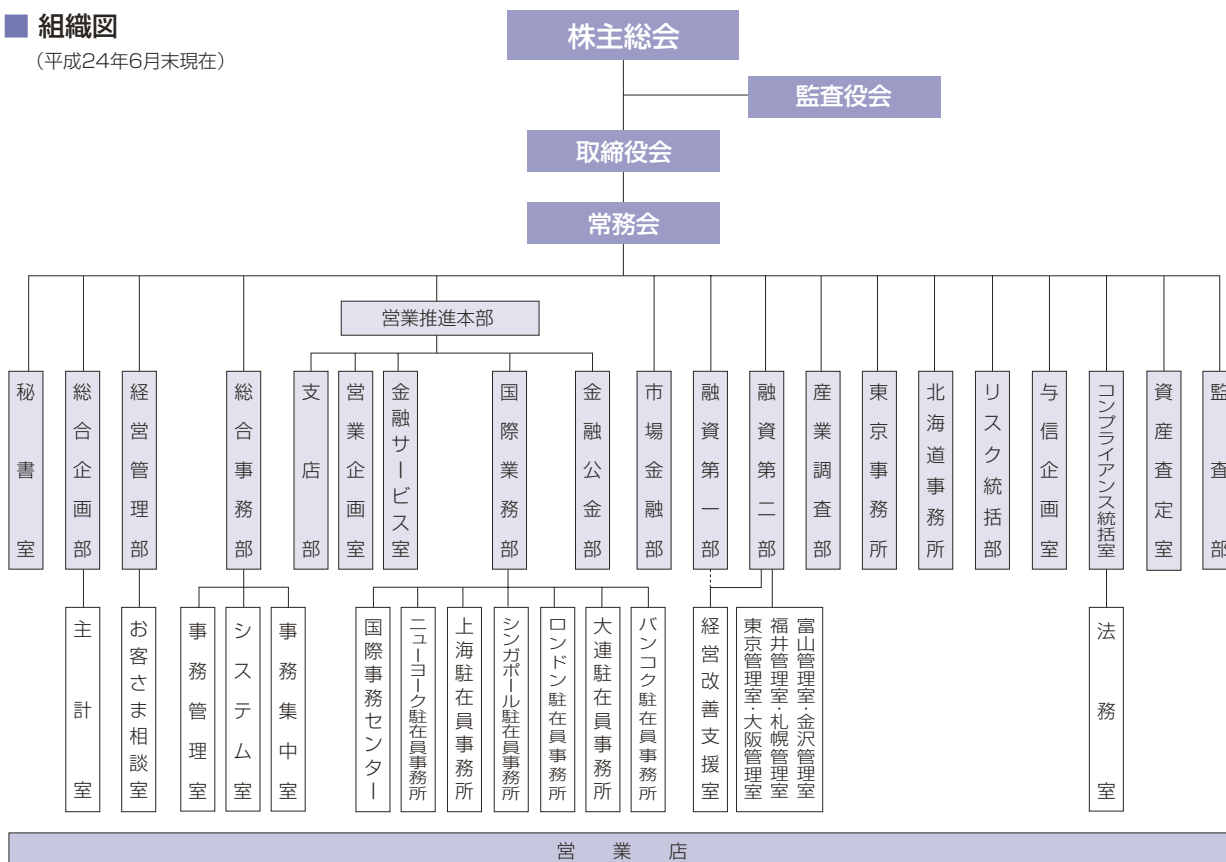 組織図
（平成24年6月末現在）
株主総会
監査役会
取締役会
常務会
営業推進本部
秘書室
総合企画部
経営管理部
総合事務部
支店部
営業企画室
金融サービス室
国際業務部
金融公金部
市場金融部
融資第一部
融資第二部
産業調査部
東京事務所
北海道事務所
リスク統括部
与信企画室
コンプライアンス統括室
資産査定室
監査部
主計室
お客さま相談室
事務管理室
システム室
事務集中室
国際事務センター
ニューヨーク駐在員事務所
上海駐在員事務所
シンガポール駐在員事務所
ロンドン駐在員事務所
大連駐在員事務所
バンコク駐在員事務所
経営改善支援室
富山管理室・金沢管理室
福井管理室・札幌管理室
東京管理室・大阪管理室
法務室
営業店